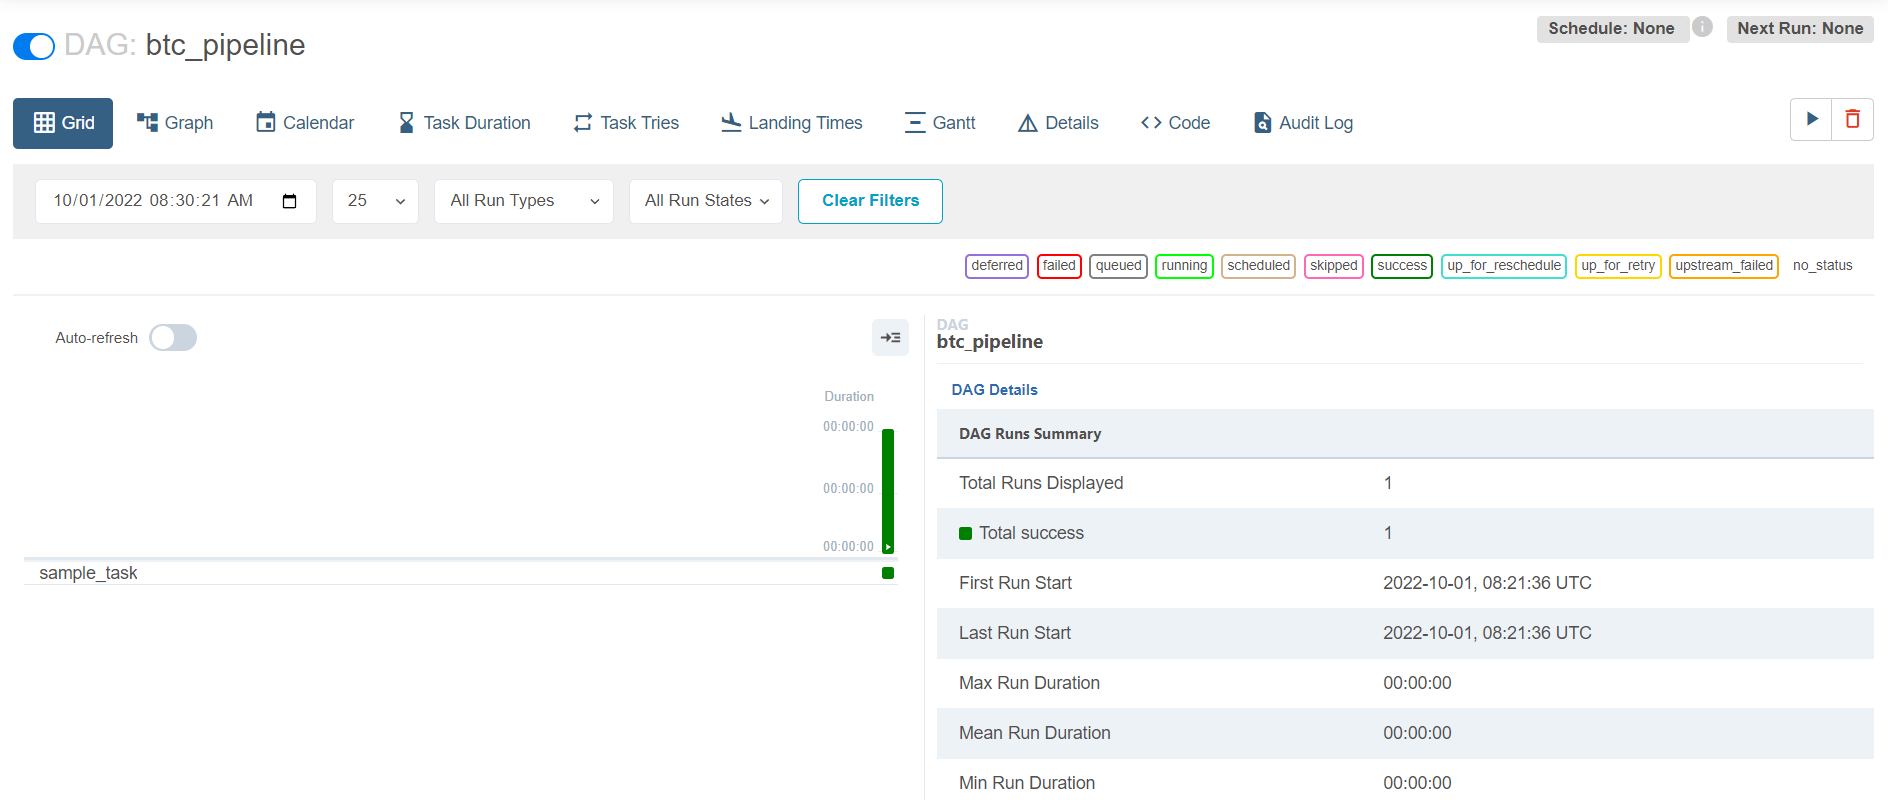 DAG: btc_pipeline
Schedule: None
Next Run: None
Grid
Graph
Calendar
Task Duration
Task Tries
Landing Times
Gantt
Details
Code
Audit Log
10/01/2022 08:30:21 AM
25
All Run Types
All Run States
Clear Filters
deferred
failed
queued
running
scheduled
skipped
success
up_for_reschedule
up_for_retry
upstream_failed
no_status
Auto-refresh
Duration
00:00:00
00:00:00
00:00:00
sample_task
DAG
btc_pipeline
DAG Details
DAG Runs Summary
Total Runs Displayed 1
Total success 1
First Run Start 2022-10-01, 08:21:36 UTC
Last Run Start 2022-10-01, 08:21:36 UTC
Max Run Duration 00:00:00
Mean Run Duration 00:00:00
Min Run Duration 00:00:00